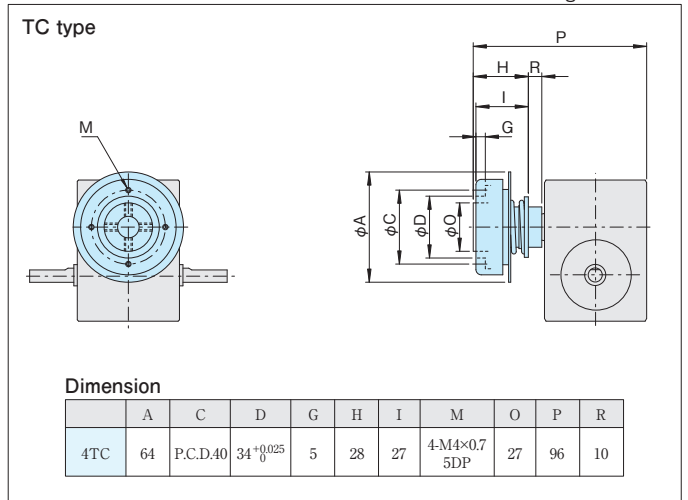 TC type
P
H R
I
G
M
φA
φC
φD
φO
Dimension
A C D G H I M O P R
4TC 64 P.C.D.40 34 +0.025 0 5 28 27 4-M4×0.7 5DP 27 96 10